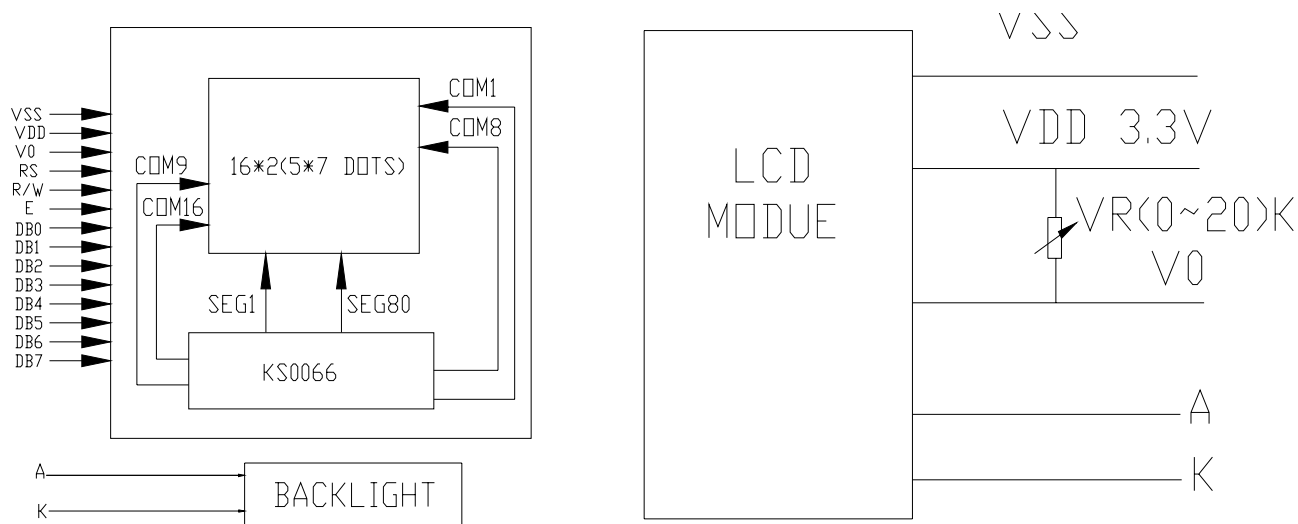 VSS
VDD
V0
RS
R/W
E
DB0
DB1
DB2
DB3
DB4
DB5
DB6
DB7
COM1
COM8
COM9
COM16
16*2(5*7 DOTS)
SEG1
SEG80
KS0066
A
K
BACKLIGHT
LCD
MODUE
VSS
VDD 3.3V
VR(0~20)K
V0
A
K